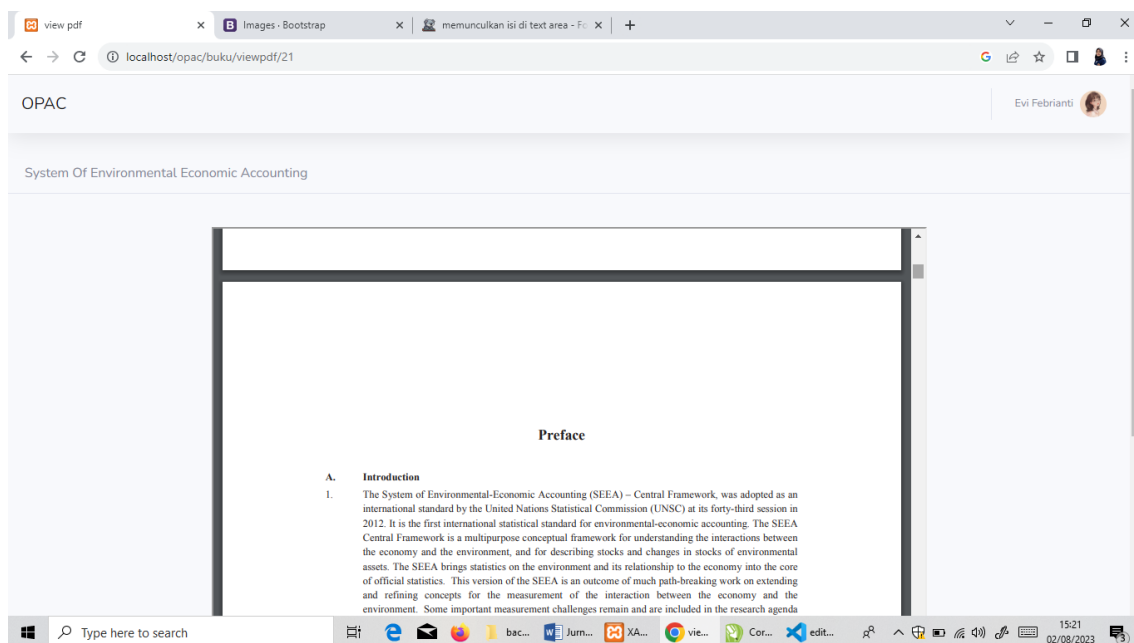 view pdf
Images · Bootstrap
memunculkan isi di text area - Fo
localhost/opac/buku/viewpdf/21
OPAC
Evi Febrianti
System Of Environmental Economic Accounting
Preface
A. Introduction
1. The System of Environmental-Economic Accounting (SEEA) – Central Framework, was adopted as an
international standard by the United Nations Statistical Commission (UNSC) at its forty-third session in
2012. It is the first international statistical standard for environmental-economic accounting. The SEEA
Central Framework is a multipurpose conceptual framework for understanding the interactions between
the economy and the environment, and for describing stocks and changes in stocks of environmental
assets. The SEEA brings statistics on the environment and its relationship to the economy into the core
of official statistics. This version of the SEEA is an outcome of much path-breaking work on extending
and refining concepts for the measurement of the interaction between the economy and the
environment. Some important measurement challenges remain and are included in the research agenda
Type here to search
bac...
Jurn...
XA...
vie...
Cor...
edit...
15:21
02/08/2023